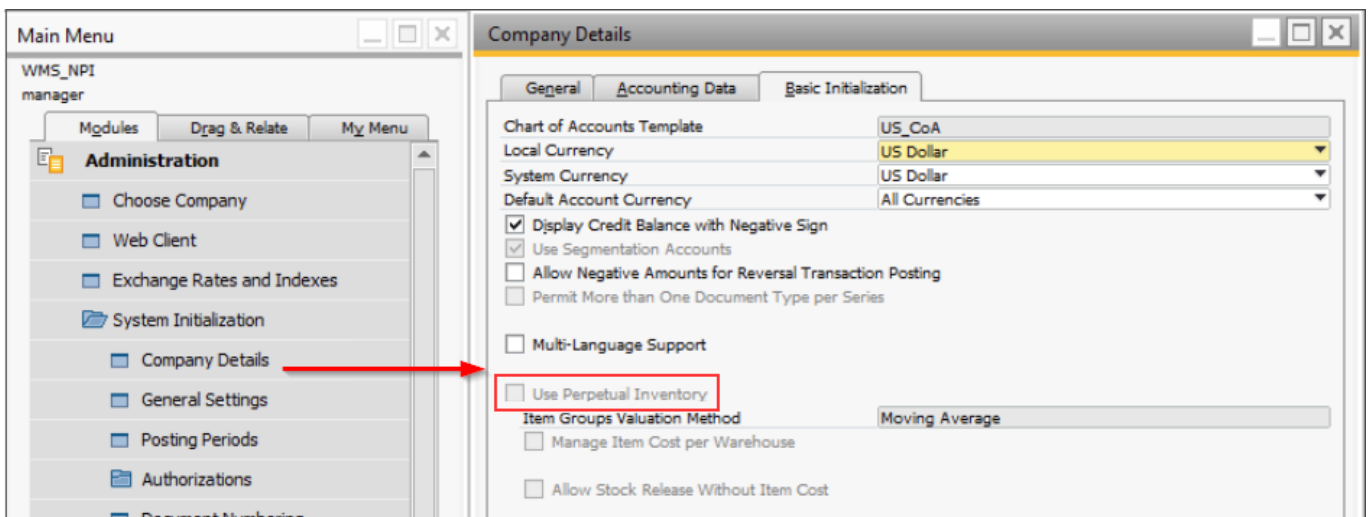 Main Menu
WMS_NPI
manager
Modules Drag & Relate My Menu
Administration
Choose Company
Web Client
Exchange Rates and Indexes
System Initialization
Company Details
General Settings
Posting Periods
Authorizations
Document Numbering
Company Details
General Accounting Data Basic Initialization
Chart of Accounts Template US_CoA
Local Currency US Dollar
System Currency US Dollar
Default Account Currency All Currencies
Display Credit Balance with Negative Sign
Use Segmentation Accounts
Allow Negative Amounts for Reversal Transaction Posting
Permit More than One Document Type per Series
Multi-Language Support
Use Perpetual Inventory
Item Groups Valuation Method Moving Average
Manage Item Cost per Warehouse
Allow Stock Release Without Item Cost